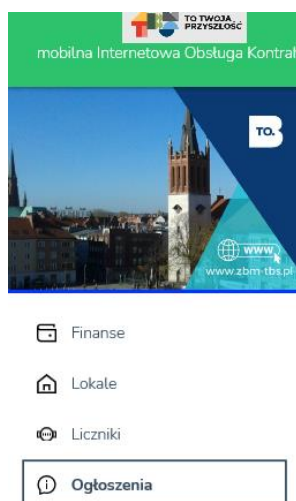 TO TWOJA
PRZYSZŁOŚĆ
mobilna Internetowa Obsługa Kontrah
TO.
www
www.zbm-tbs.pl
Finanse
Lokale
Liczniki
Ogłoszenia